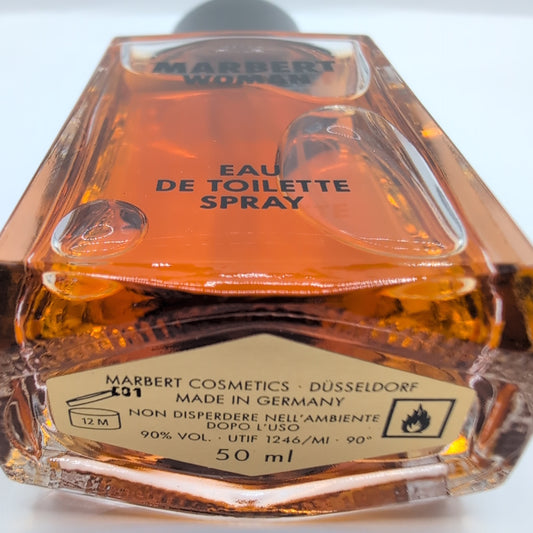 MARBERT
WOMAN
EAU
DE TOILETTE
SPRAY
MARBERT COSMETICS · DÜSSELDORF
MADE IN GERMANY
12 M
NON DISPERDERE NELL'AMBIENTE
DOPO L'USO
90% VOL. · UTIF 1246/MI · 90°
50 ml